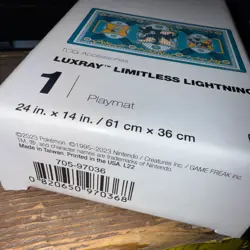 TCG Accessories
LUXRAY™ LIMITLESS LIGHTNING
1
Playmat
24 in. x 14 in. / 61 cm x 36 cm
©2023 Pokémon. ©1995–2023 Nintendo / Creatures Inc. / GAME FREAK inc.
TM, ®, and character names are trademarks of Nintendo.
Made in Taiwan. Printed in the USA. L22
705-97036
0 820650 970368